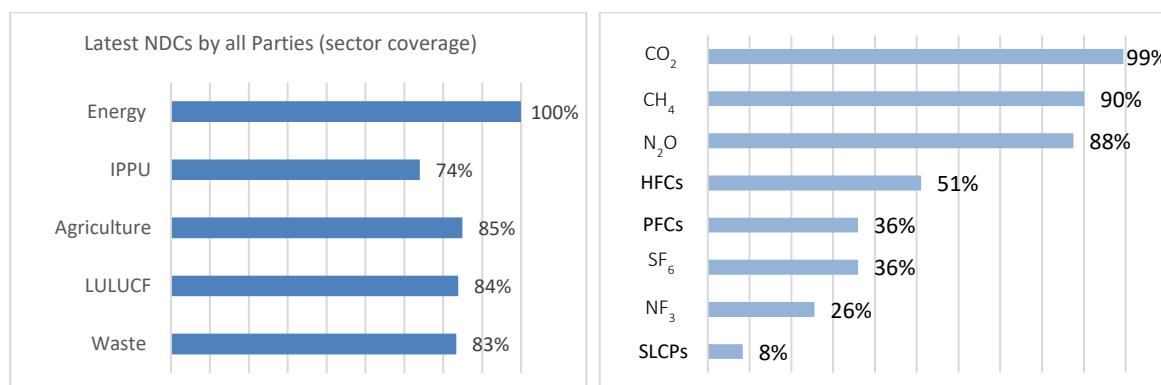 Latest NDCs by all Parties (sector coverage)
Energy 100%
IPPU 74%
Agriculture 85%
LULUCF 84%
Waste 83%
CO₂ 99%
CH₄ 90%
N₂O 88%
HFCs 51%
PFCs 36%
SF₆ 36%
NF₃ 26%
SLCPs 8%